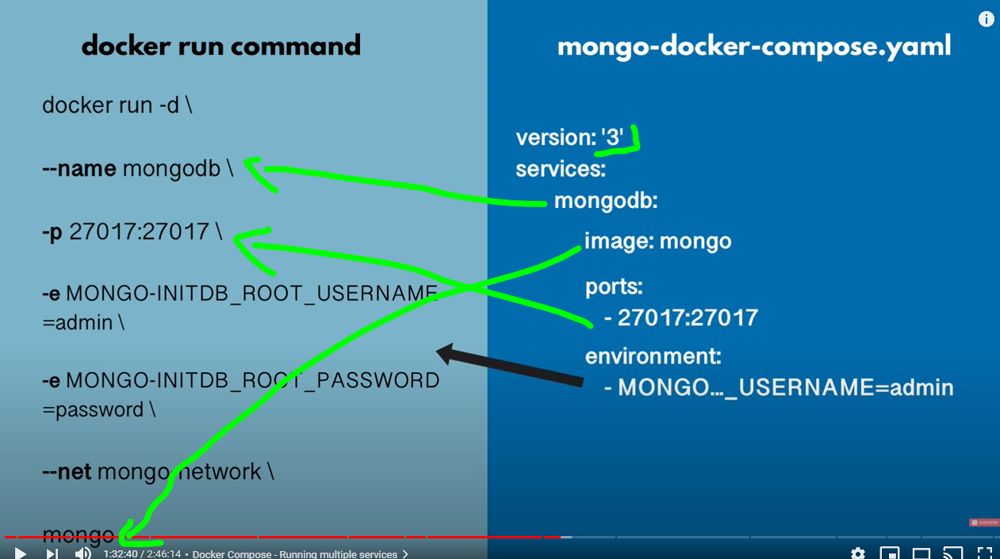 docker run command
docker run -d \
--name mongodb \
-p 27017:27017 \
-e MONGO-INITDB_ROOT_USERNAME
=admin \
-e MONGO-INITDB_ROOT_PASSWORD
=password \
--net mongo-network \
mongo
mongo-docker-compose.yaml
version: '3'
services:
mongodb:
image: mongo
ports:
- 27017:27017
environment:
- MONGO..._USERNAME=admin
SUBSCRIBE
1:32:40 / 2:46:14 • Docker Compose - Running multiple services >